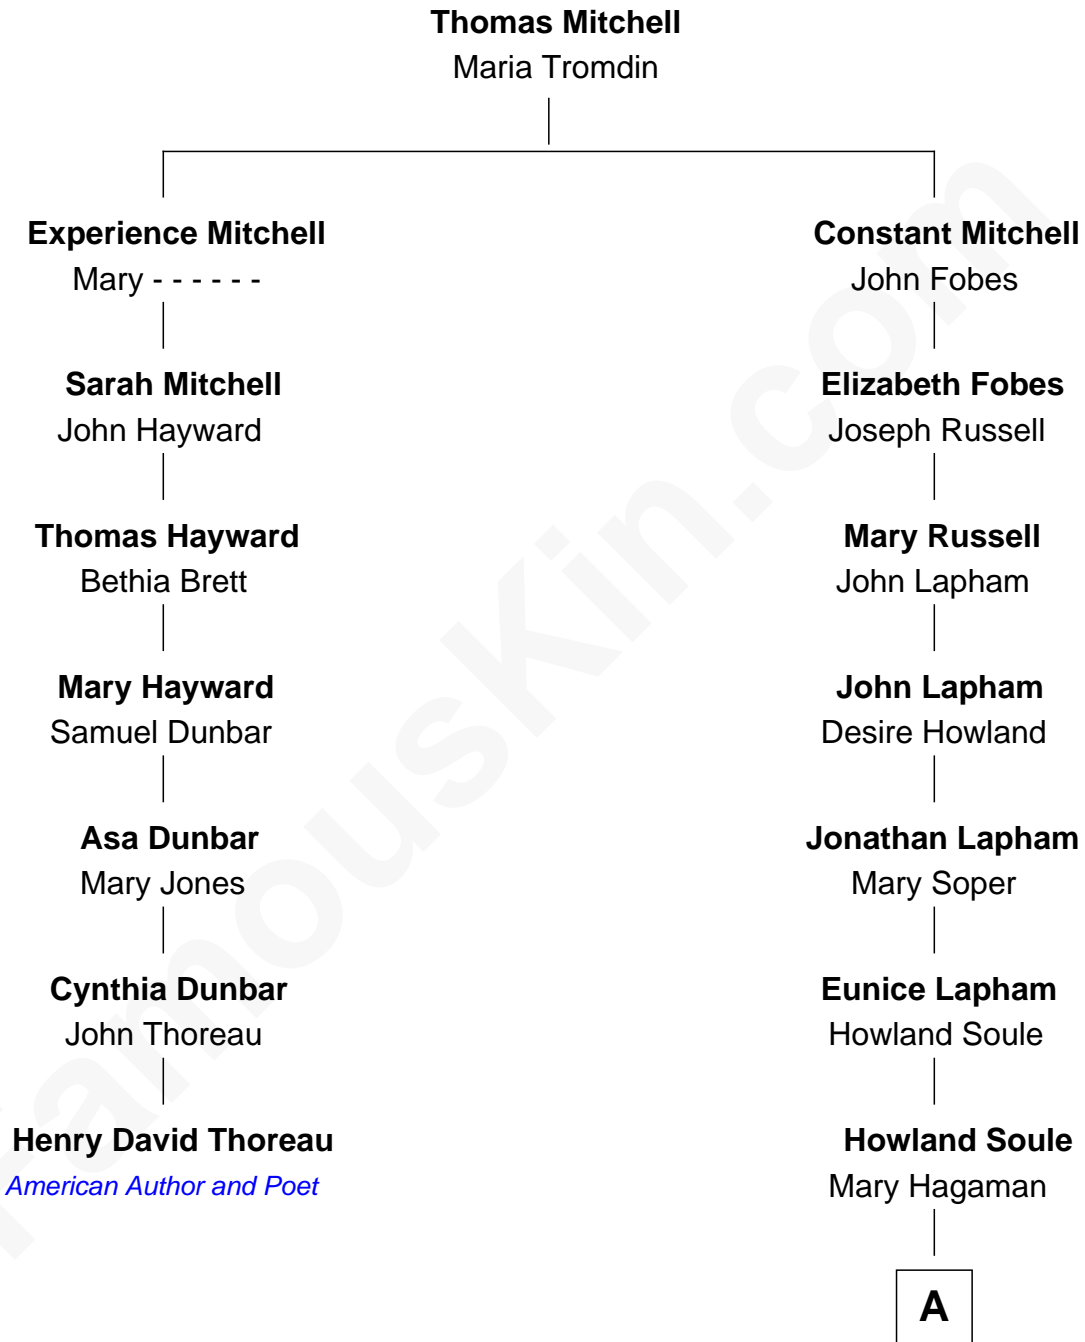 Thomas Mitchell
Maria Tromdin
Experience Mitchell
Mary - - - - - -
Constant Mitchell
John Fobes
Sarah Mitchell
John Hayward
Elizabeth Fobes
Joseph Russell
Thomas Hayward
Bethia Brett
Mary Russell
John Lapham
Mary Hayward
Samuel Dunbar
John Lapham
Desire Howland
Asa Dunbar
Mary Jones
Jonathan Lapham
Mary Soper
Cynthia Dunbar
John Thoreau
Eunice Lapham
Howland Soule
Henry David Thoreau
American Author and Poet
Howland Soule
Mary Hagaman
A
FamousKin.com